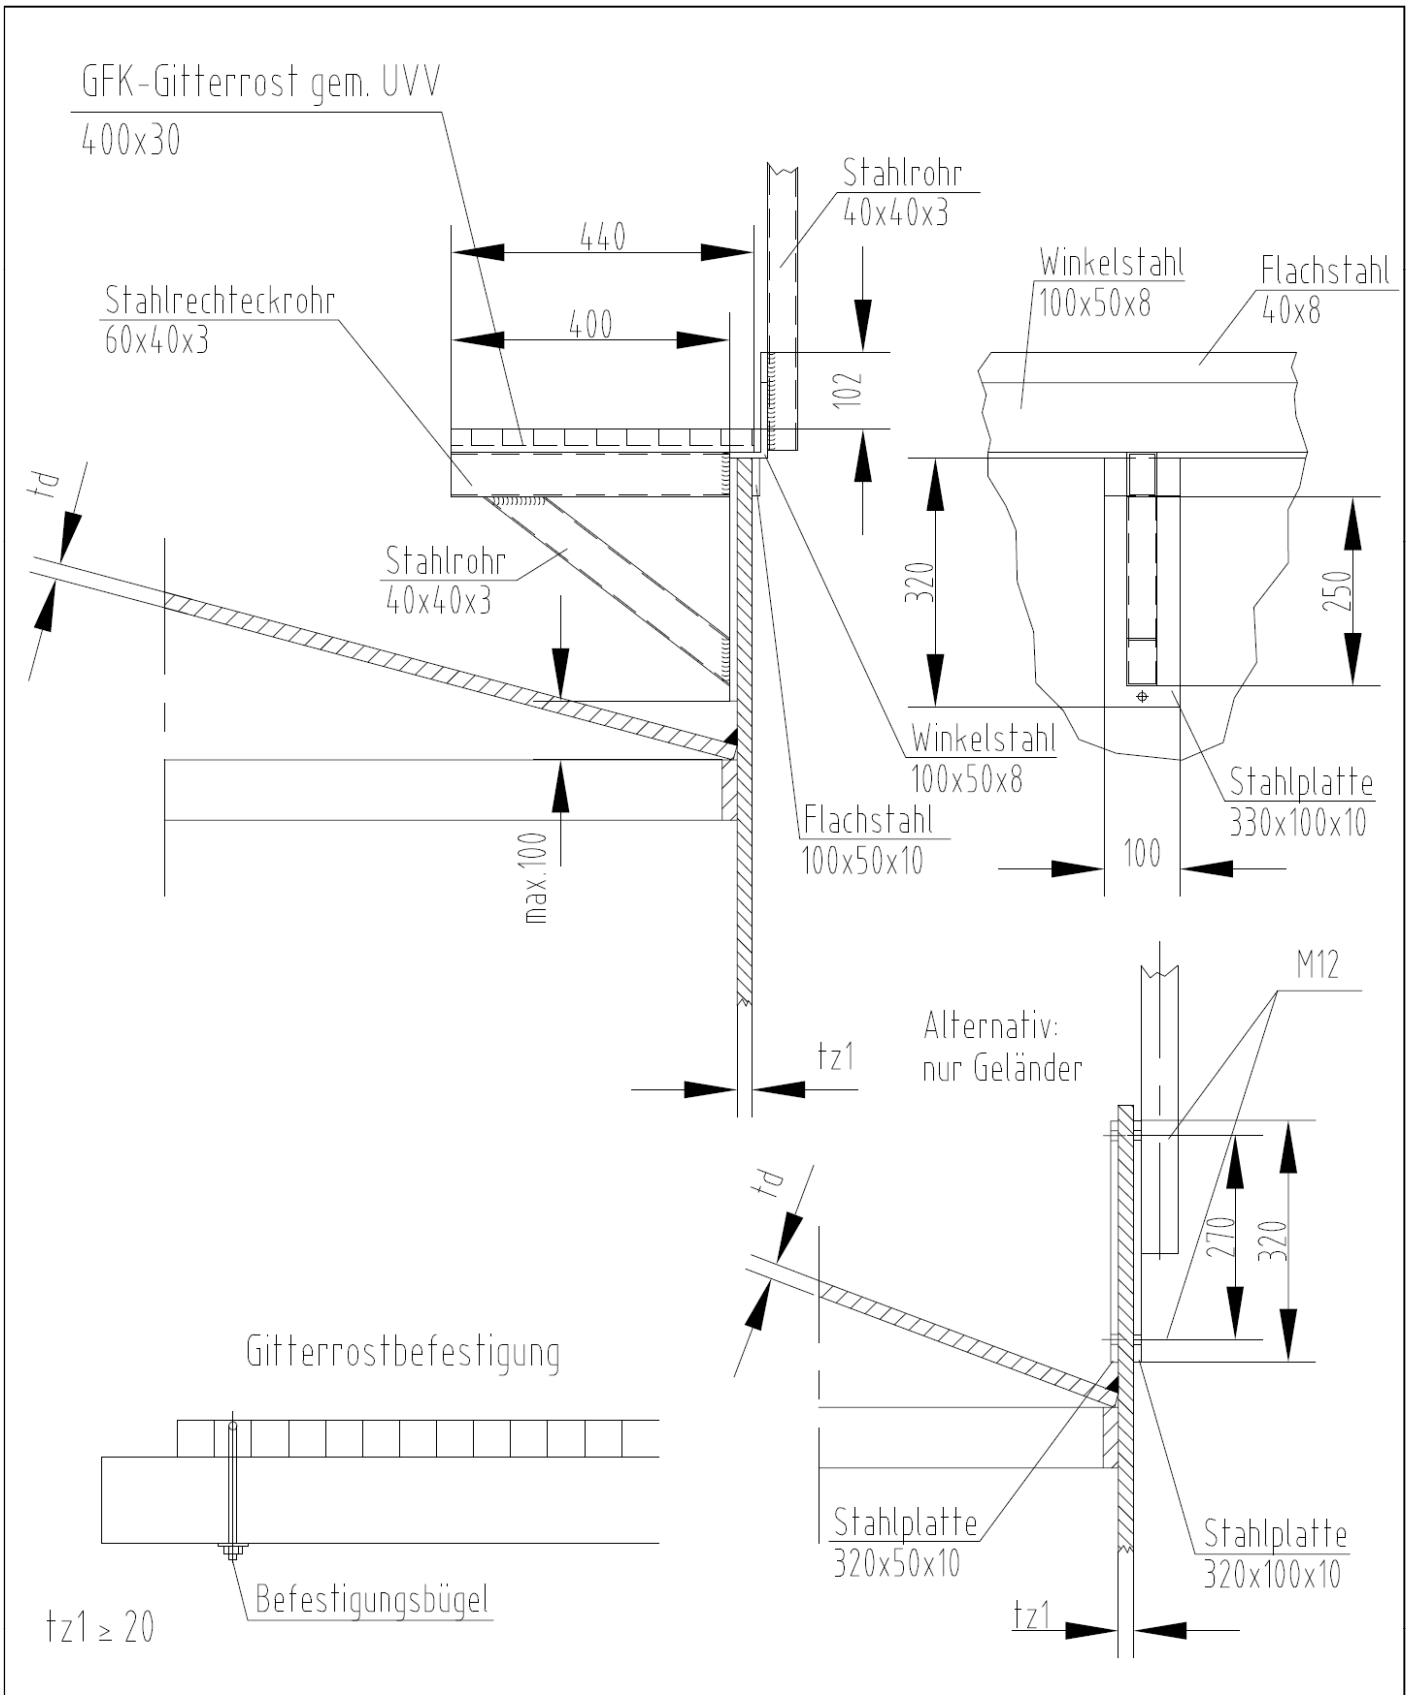 GFK-Gitterrost gem. UVV
400x30
Stahlrohr
40x40x3
440
Winkelstahl
100x50x8
Flachstahl
40x8
Stahlrechteckrohr
60x40x3
400
102
td
Stahlrohr
40x40x3
320
250
Winkelstahl
100x50x8
Stahlplatte
330x100x10
Flachstahl
100x50x10
100
max.100
M12
Alternativ:
nur Geländer
tz1
td
270
320
Gitterrostbefestigung
Stahlplatte
320x50x10
Stahlplatte
320x100x10
Befestigungsbügel
tz1
tz1 ≥ 20